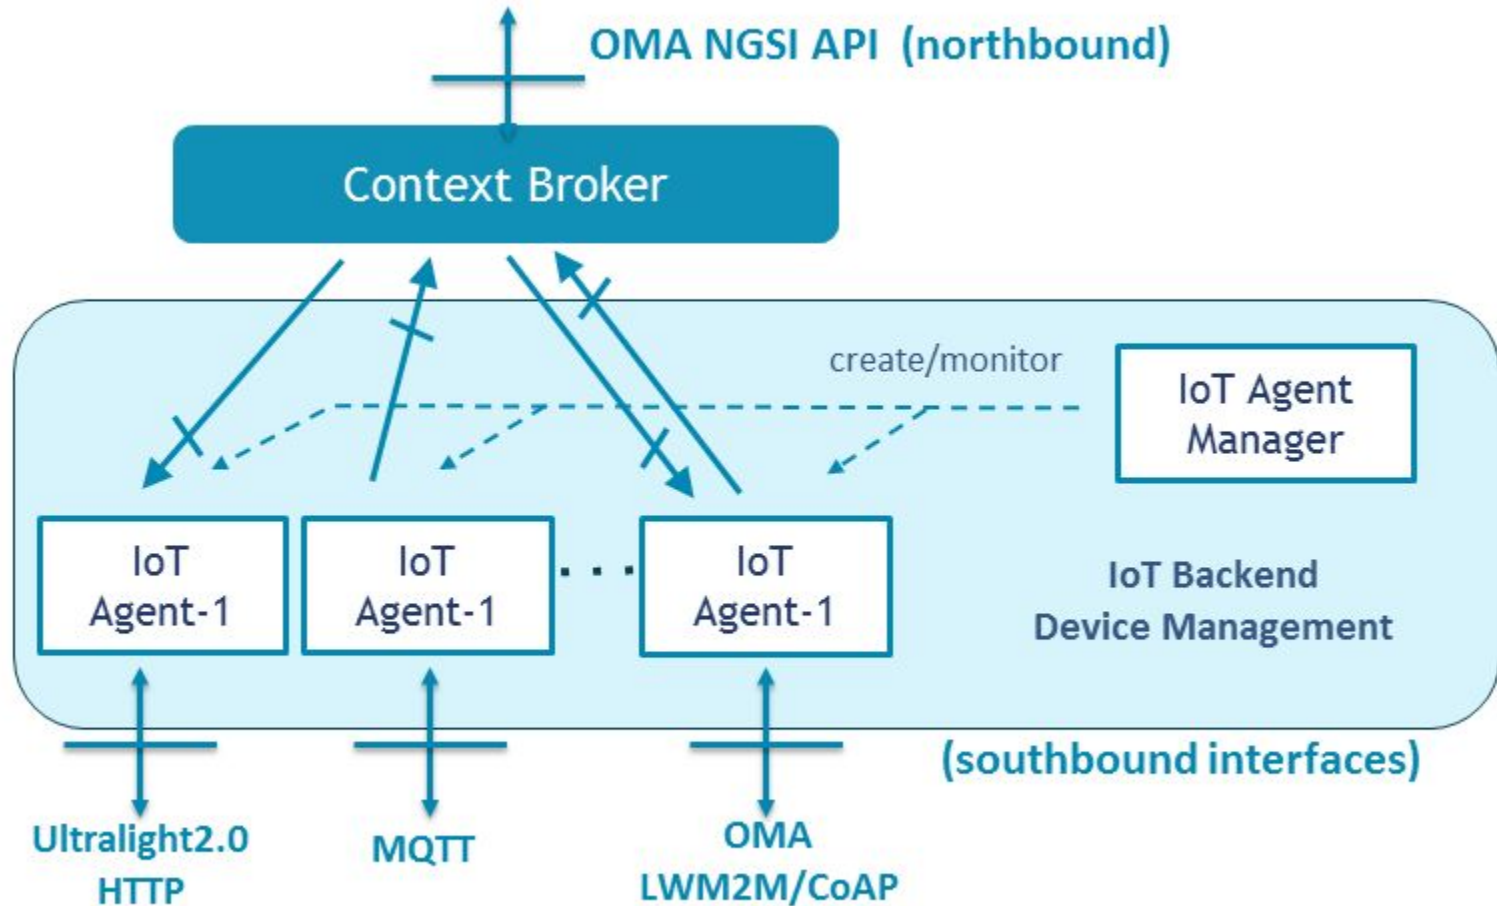 OMA NGSI API (northbound)
Context Broker
create/monitor
IoT Agent
Manager
IoT
Agent-1
IoT
Agent-1
. . .
IoT
Agent-1
IoT Backend
Device Management
(southbound interfaces)
Ultralight2.0
HTTP
MQTT
OMA
LWM2M/CoAP